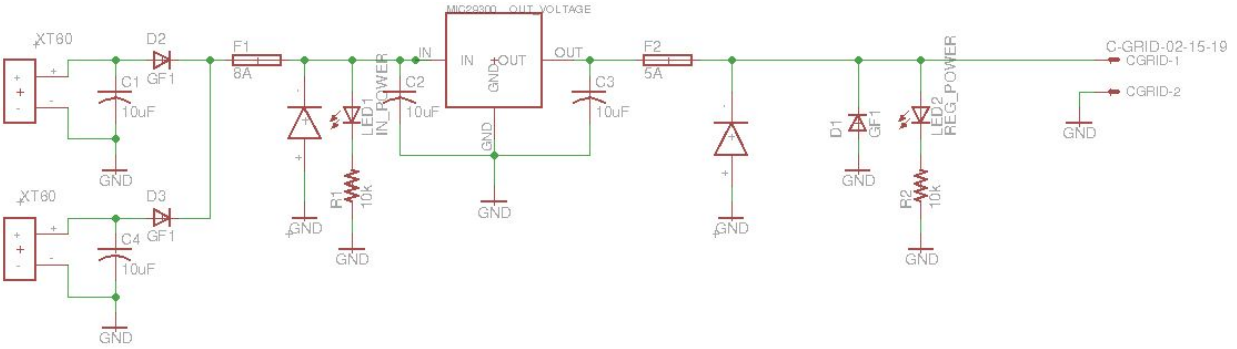 MIC29300 OUT_VOLTAGE
XT60
D2
GF1
C1
10uF
GND
F1
8A
IN
LED1
IN_POWER
R1
10k
GND
GND
C2
10uF
IN
OUT
GND
GND
GND
OUT
C3
10uF
F2
5A
GND
D1
GF1
GND
LED2
REG_POWER
R2
10k
GND
C-GRID-02-15-19
CGRID-1
CGRID-2
GND
XT60
D3
GF1
C4
10uF
GND